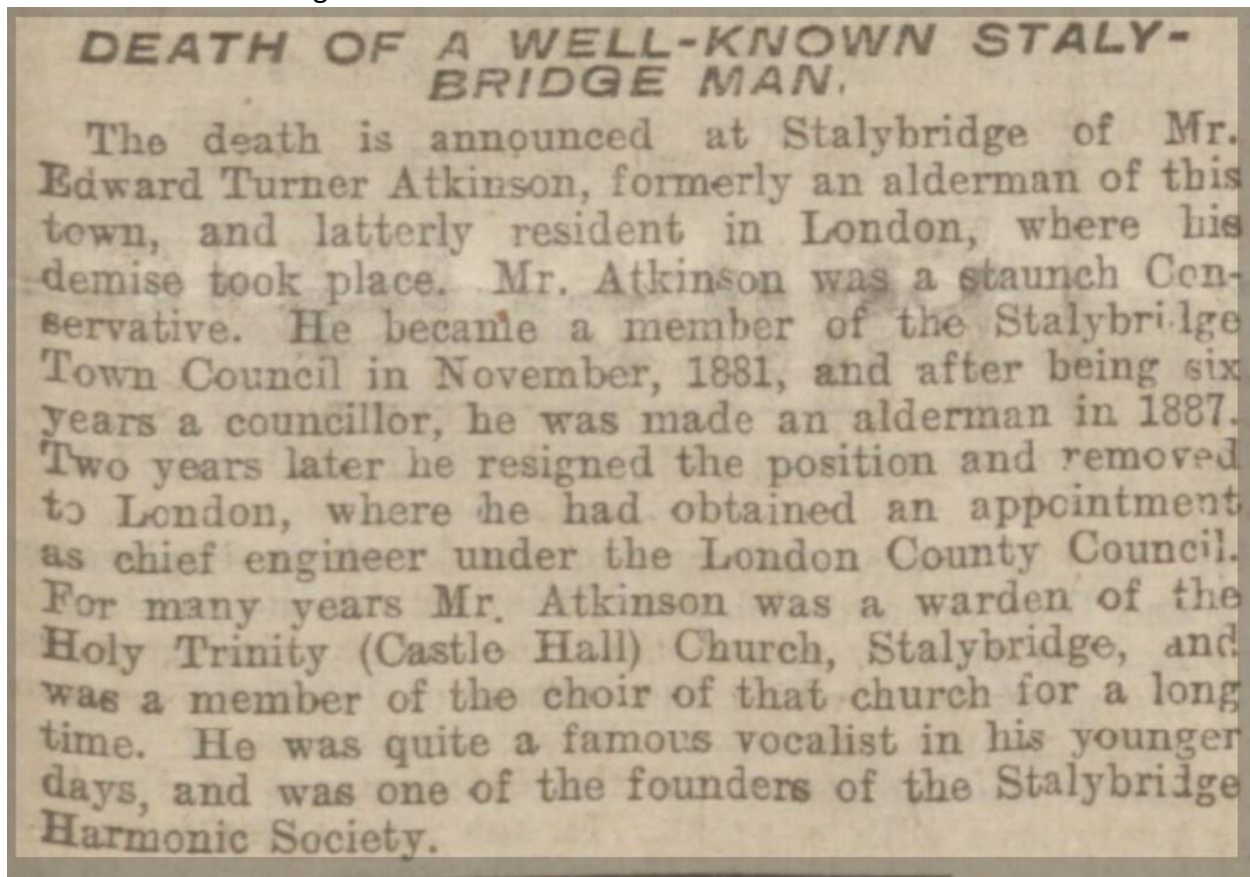 DEATH OF A WELL-KNOWN STALY-
BRIDGE MAN.
The death is announced at Stalybridge of Mr.
Edward Turner Atkinson, formerly an alderman of this
town, and latterly resident in London, where his
demise took place. Mr. Atkinson was a staunch Con-
servative. He became a member of the Stalybridge
Town Council in November, 1881, and after being six
years a councillor, he was made an alderman in 1887.
Two years later he resigned the position and removed
to London, where he had obtained an appointment
as chief engineer under the London County Council.
For many years Mr. Atkinson was a warden of the
Holy Trinity (Castle Hall) Church, Stalybridge, and
was a member of the choir of that church for a long
time. He was quite a famous vocalist in his younger
days, and was one of the founders of the Stalybridge
Harmonic Society.